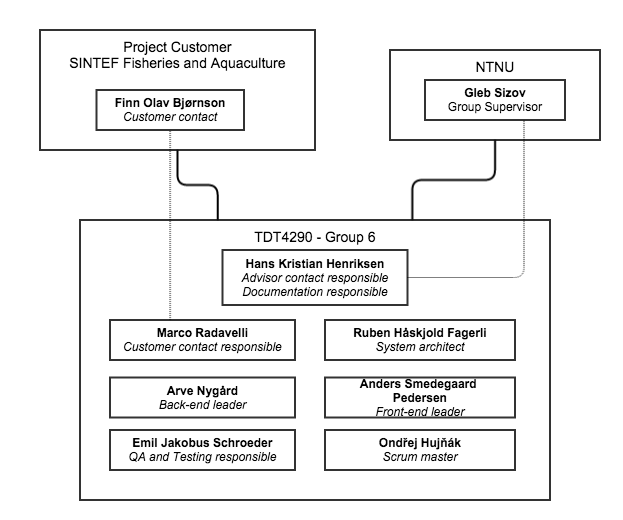 Project Customer
SINTEF Fisheries and Aquaculture
Finn Olav Bjørnson
Customer contact
NTNU
Gleb Sizov
Group Supervisor
TDT4290 - Group 6
Hans Kristian Henriksen
Advisor contact responsible
Documentation responsible
Marco Radavelli
Customer contact responsible
Ruben Håskjold Fagerli
System architect
Arve Nygård
Back-end leader
Anders Smedegaard
Pedersen
Front-end leader
Emil Jakobus Schroeder
QA and Testing responsible
Ondřej Hujňák
Scrum master